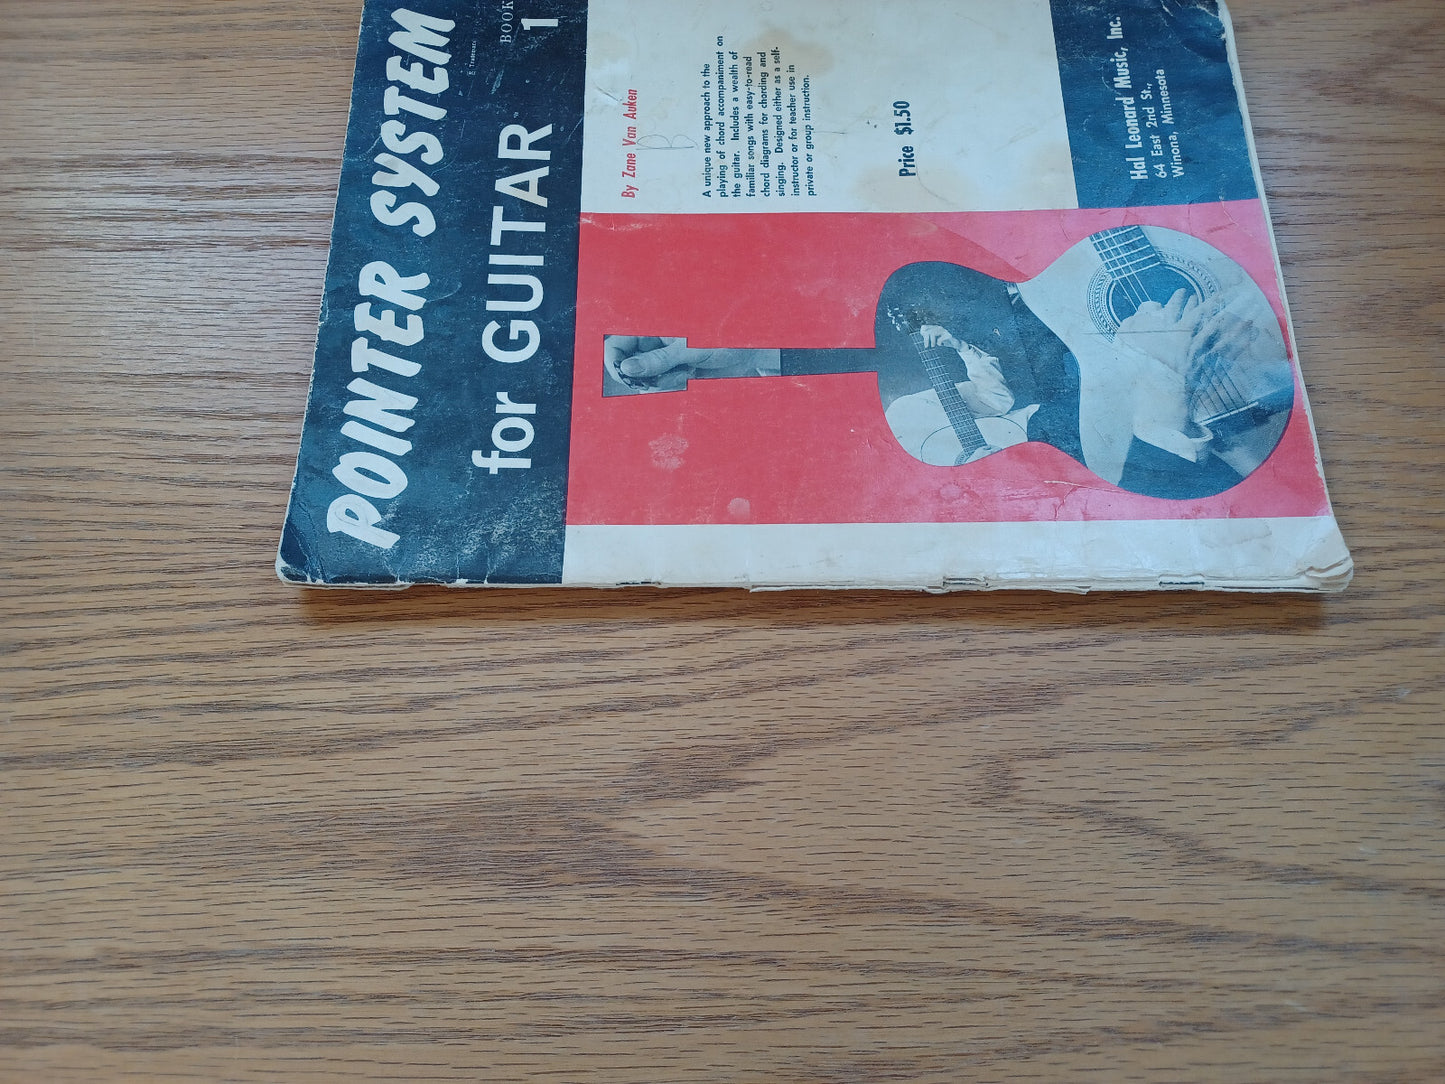 POINTER SYSTEM
® Trademark
BOOK
1
for GUITAR
By Zane Van Auken
B
A unique new approach to the
playing of chord accompaniment on
the guitar. Includes a wealth of
familiar songs with easy-to-read
chord diagrams for chording and
singing. Designed either as a self-
instructor or for teacher use in
private or group instruction.
Price $1.50
Hal Leonard Music, Inc.
64 East 2nd St.,
Winona, Minnesota